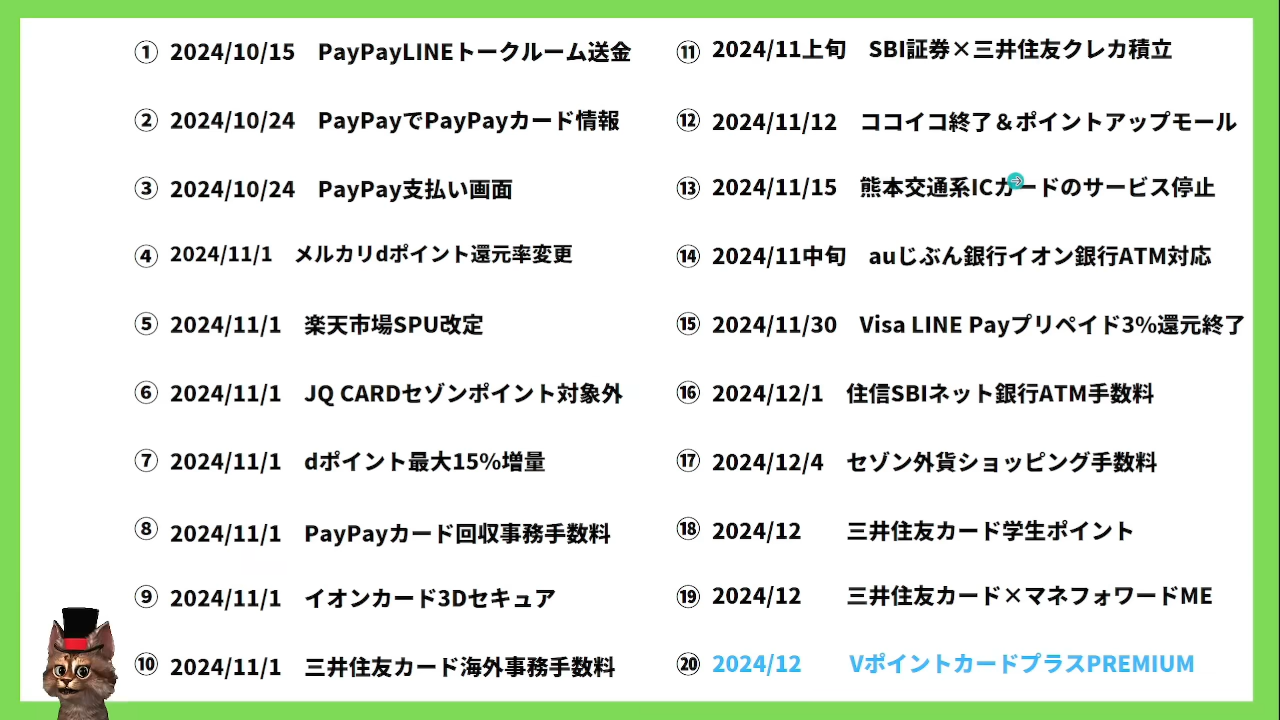 ① 2024/10/15 PayPayLINEトークルーム送金
② 2024/10/24 PayPayでPayPayカード情報
③ 2024/10/24 PayPay支払い画面
④ 2024/11/1 メルカリdポイント還元率変更
⑤ 2024/11/1 楽天市場SPU改定
⑥ 2024/11/1 JQ CARDセゾンポイント対象外
⑦ 2024/11/1 dポイント最大15%増量
⑧ 2024/11/1 PayPayカード回収事務手数料
⑨ 2024/11/1 イオンカード3Dセキュア
⑩ 2024/11/1 三井住友カード海外事務手数料
⑪ 2024/11上旬 SBI証券×三井住友クレカ積立
⑫ 2024/11/12 ココイコ終了＆ポイントアップモール
⑬ 2024/11/15 熊本交通系ICカードのサービス停止
⑭ 2024/11中旬 auじぶん銀行イオン銀行ATM対応
⑮ 2024/11/30 Visa LINE Payプリペイド3%還元終了
⑯ 2024/12/1 住信SBIネット銀行ATM手数料
⑰ 2024/12/4 セゾン外貨ショッピング手数料
⑱ 2024/12 三井住友カード学生ポイント
⑲ 2024/12 三井住友カード×マネフォワードME
⑳ 2024/12 VポイントカードプラスPREMIUM